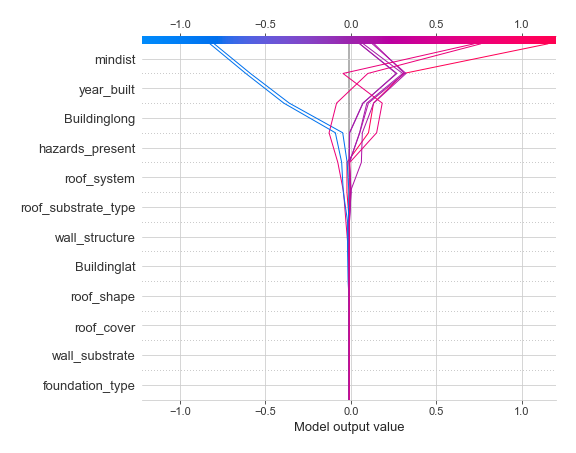 −1.0 −0.5 0.0 0.5 1.0
mindist
year_built
Buildinglong
hazards_present
roof_system
roof_substrate_type
wall_structure
Buildinglat
roof_shape
roof_cover
wall_substrate
foundation_type
−1.0 −0.5 0.0 0.5 1.0
Model output value